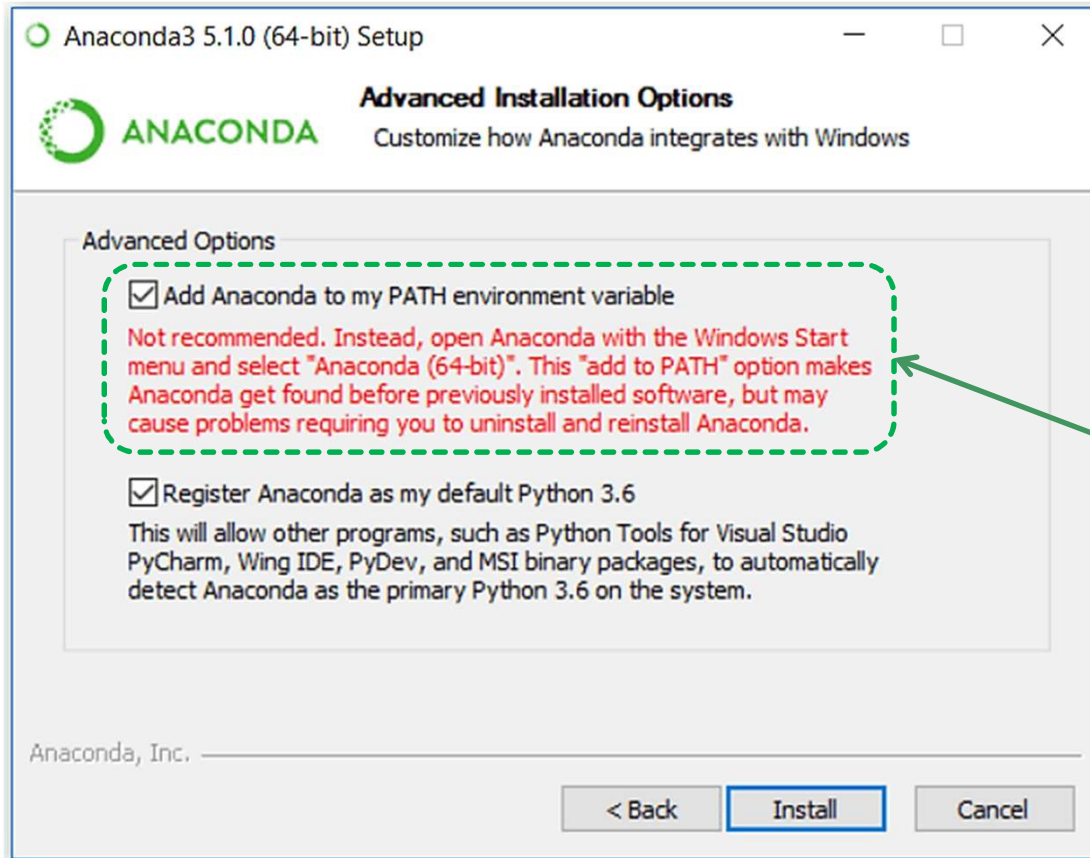 Anaconda3 5.1.0 (64-bit) Setup
ANACONDA
Advanced Installation Options
Customize how Anaconda integrates with Windows
Advanced Options
Add Anaconda to my PATH environment variable
Not recommended. Instead, open Anaconda with the Windows Start
menu and select "Anaconda (64-bit)". This "add to PATH" option makes
Anaconda get found before previously installed software, but may
cause problems requiring you to uninstall and reinstall Anaconda.
Register Anaconda as my default Python 3.6
This will allow other programs, such as Python Tools for Visual Studio
PyCharm, Wing IDE, PyDev, and MSI binary packages, to automatically
detect Anaconda as the primary Python 3.6 on the system.
Anaconda, Inc.
< Back
Install
Cancel